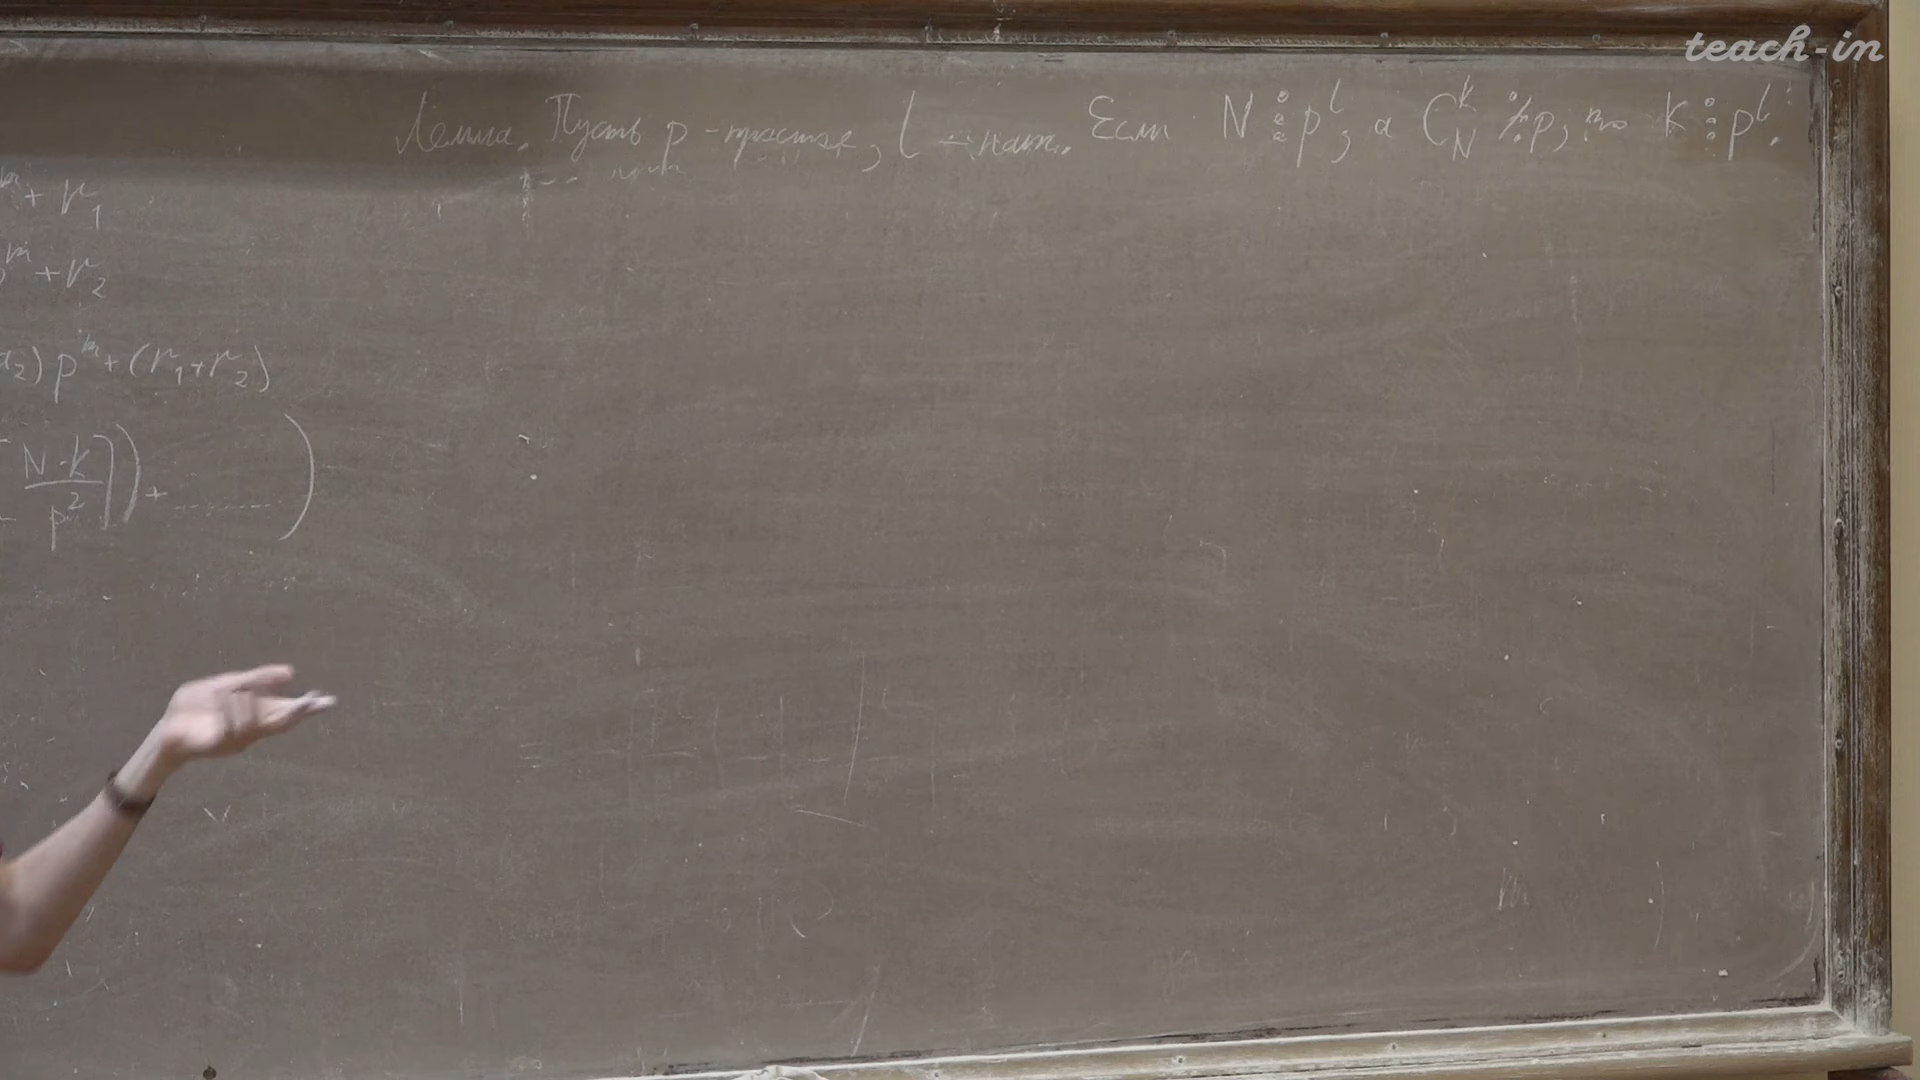 teach-in
Лемма. Пусть p - простое, l - нат. Если N ⋮ p^l, а C_N^k ⋮̸ p, то k ⋮ p^l.
+ r_1
+ r_2
) p^m + (r_1 + r_2)
[N-k / p^2]) + ------ )